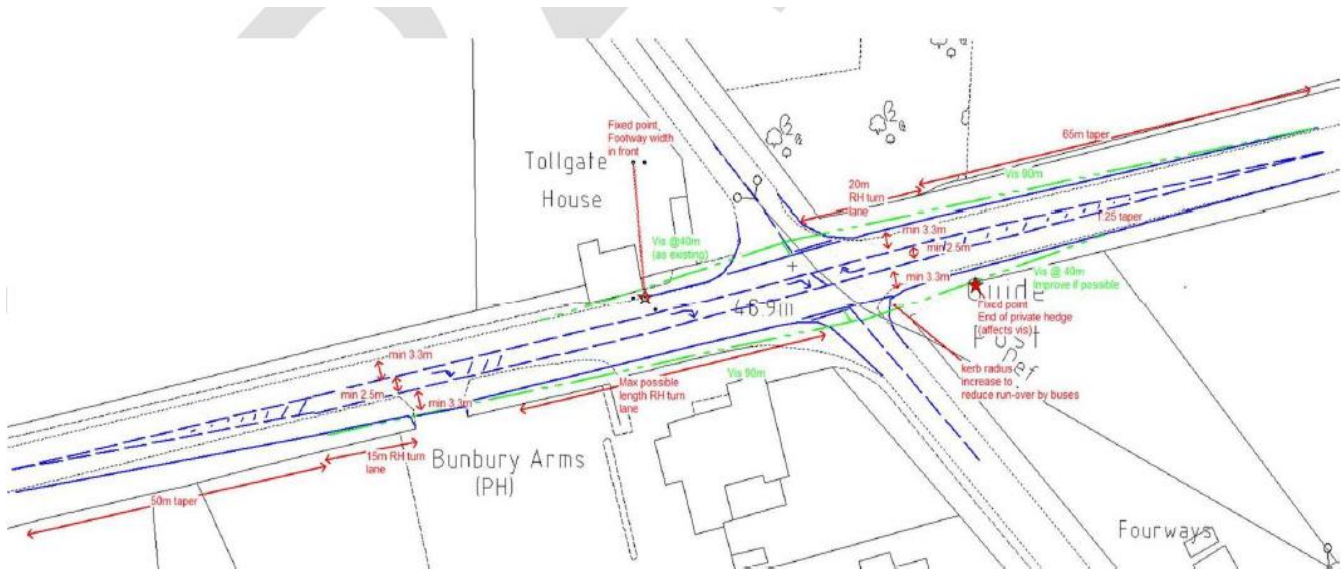 65m taper
Fixed point
Footway width
in front
Tollgate
House
Vis 90m
20m
RH turn
lane
1:25 taper
min 3.3m
min 2.5m
Vis @40m
(as existing)
min 3.3m
Vis @ 40m
Improve if possible
46.9m
Guide
Fixed point
End of private hedge
(affects vis)
Post
min 3.3m
kerb radius
increase to
reduce run-over by buses
Vis 90m
Max possible
length RH turn
lane
min 2.5m
min 3.3m
15m RH turn
lane
Bunbury Arms
(PH)
50m taper
Fourways